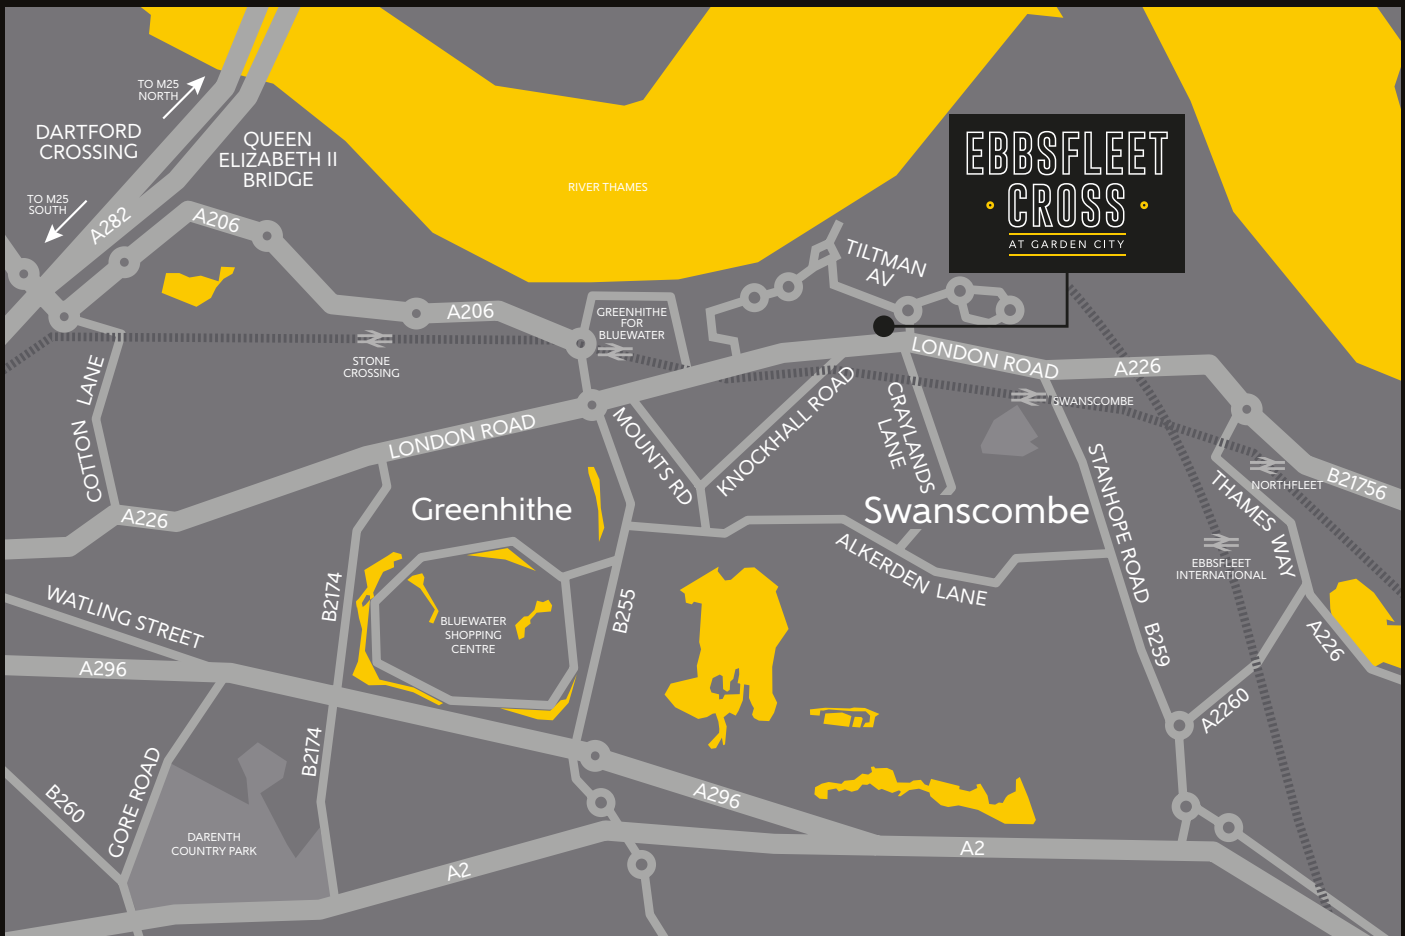 TO M25
NORTH
DARTFORD
CROSSING
QUEEN
ELIZABETH II
BRIDGE
TO M25
SOUTH
A282
A206
RIVER THAMES
EBBSFLEET
CROSS
AT GARDEN CITY
TILTMAN
AV
A206
GREENHITHE
FOR
BLUEWATER
STONE
CROSSING
LONDON ROAD
A226
SWANSCOMBE
COTTON LANE
LONDON ROAD
MOUNTS RD
KNOCKHALL ROAD
CRAYLANDS
LANE
STANHOPE ROAD
NORTHFLEET
B21756
THAMES WAY
A226
Greenhithe
Swanscombe
ALKERDEN LANE
EBBSFLEET
INTERNATIONAL
WATLING STREET
B2174
BLUEWATER
SHOPPING
CENTRE
B255
B259
A226
A296
A2260
GORE ROAD
B2174
B260
A296
DARENTH
COUNTRY PARK
A2
A2